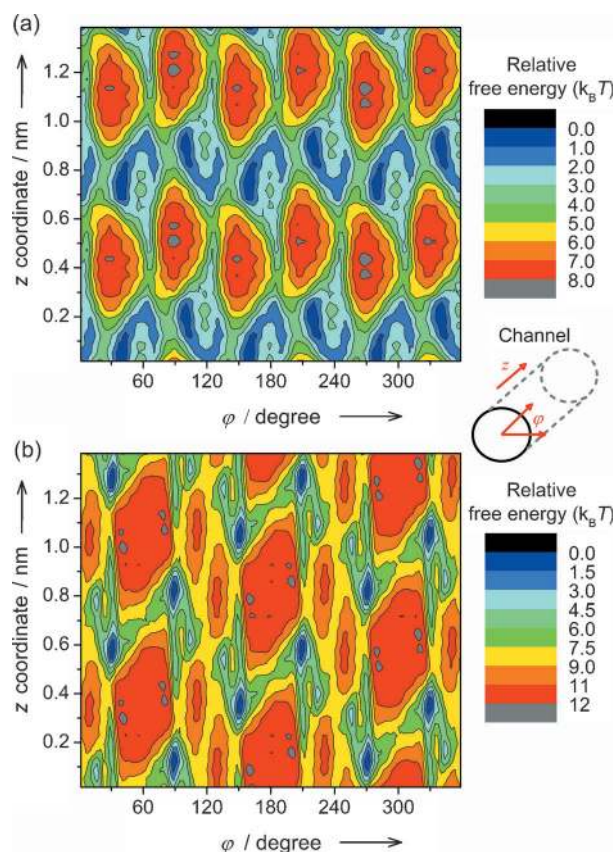 (a)
z coordinate / nm
1.2
1.0
0.8
0.6
0.4
0.2
60 120 180 240 300
φ / degree
Relative
free energy (kBT)
0.0
1.0
2.0
3.0
4.0
5.0
6.0
7.0
8.0
Channel
z
φ
(b)
z coordinate / nm
1.2
1.0
0.8
0.6
0.4
0.2
60 120 180 240 300
φ / degree
Relative
free energy (kBT)
0.0
1.5
3.0
4.5
6.0
7.5
9.0
11
12